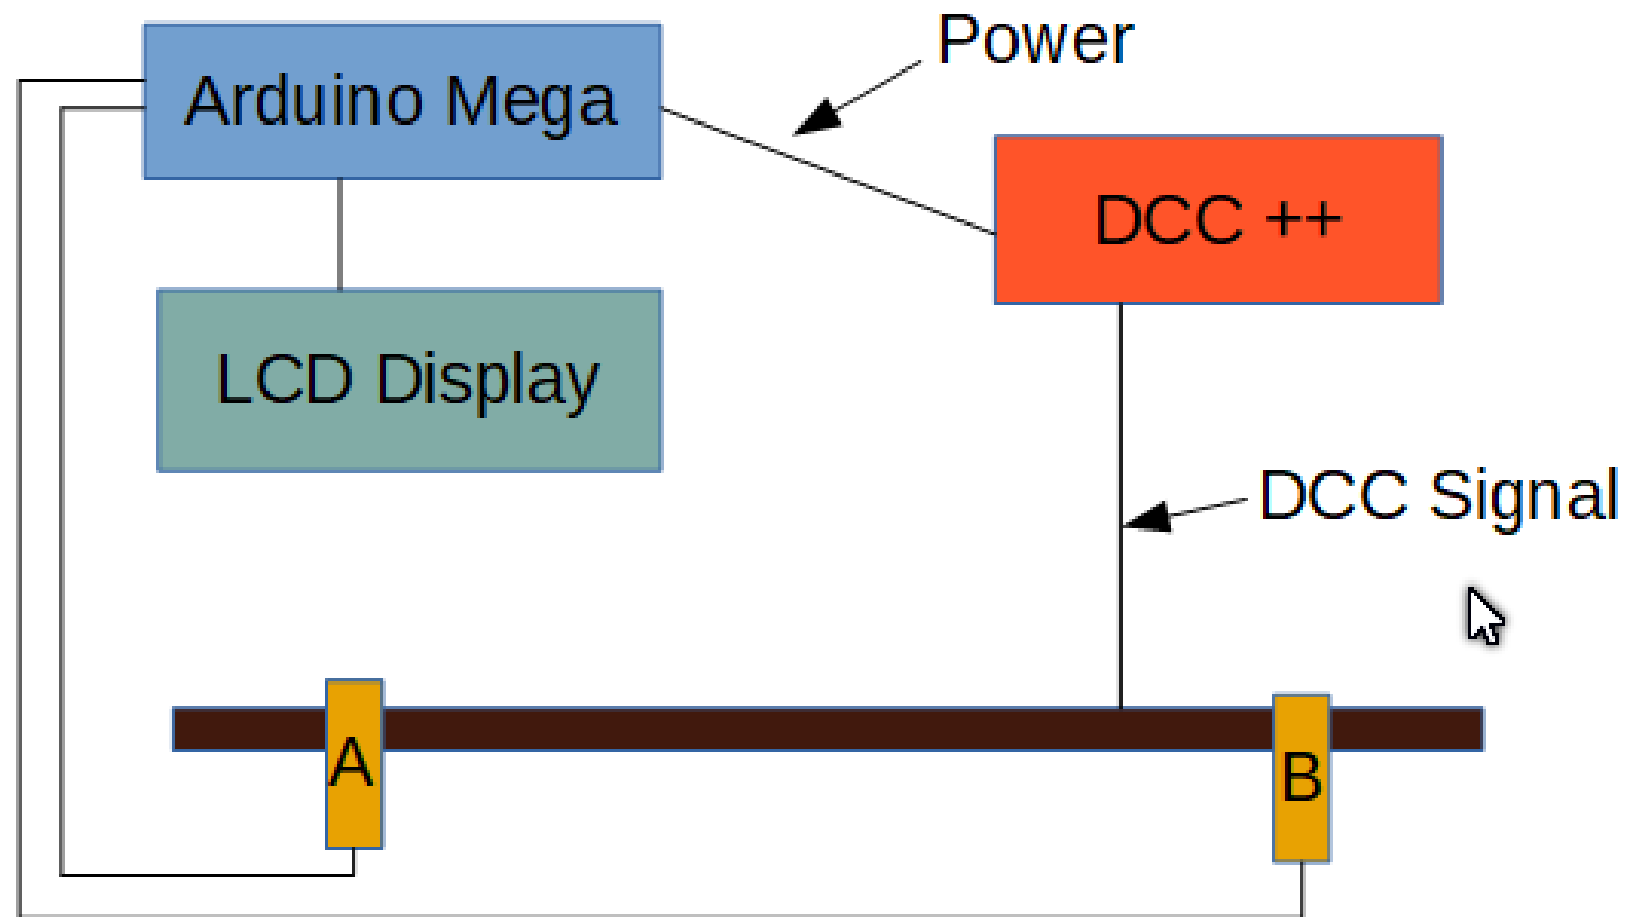 Power
Arduino Mega
DCC ++
LCD Display
DCC Signal
A
B